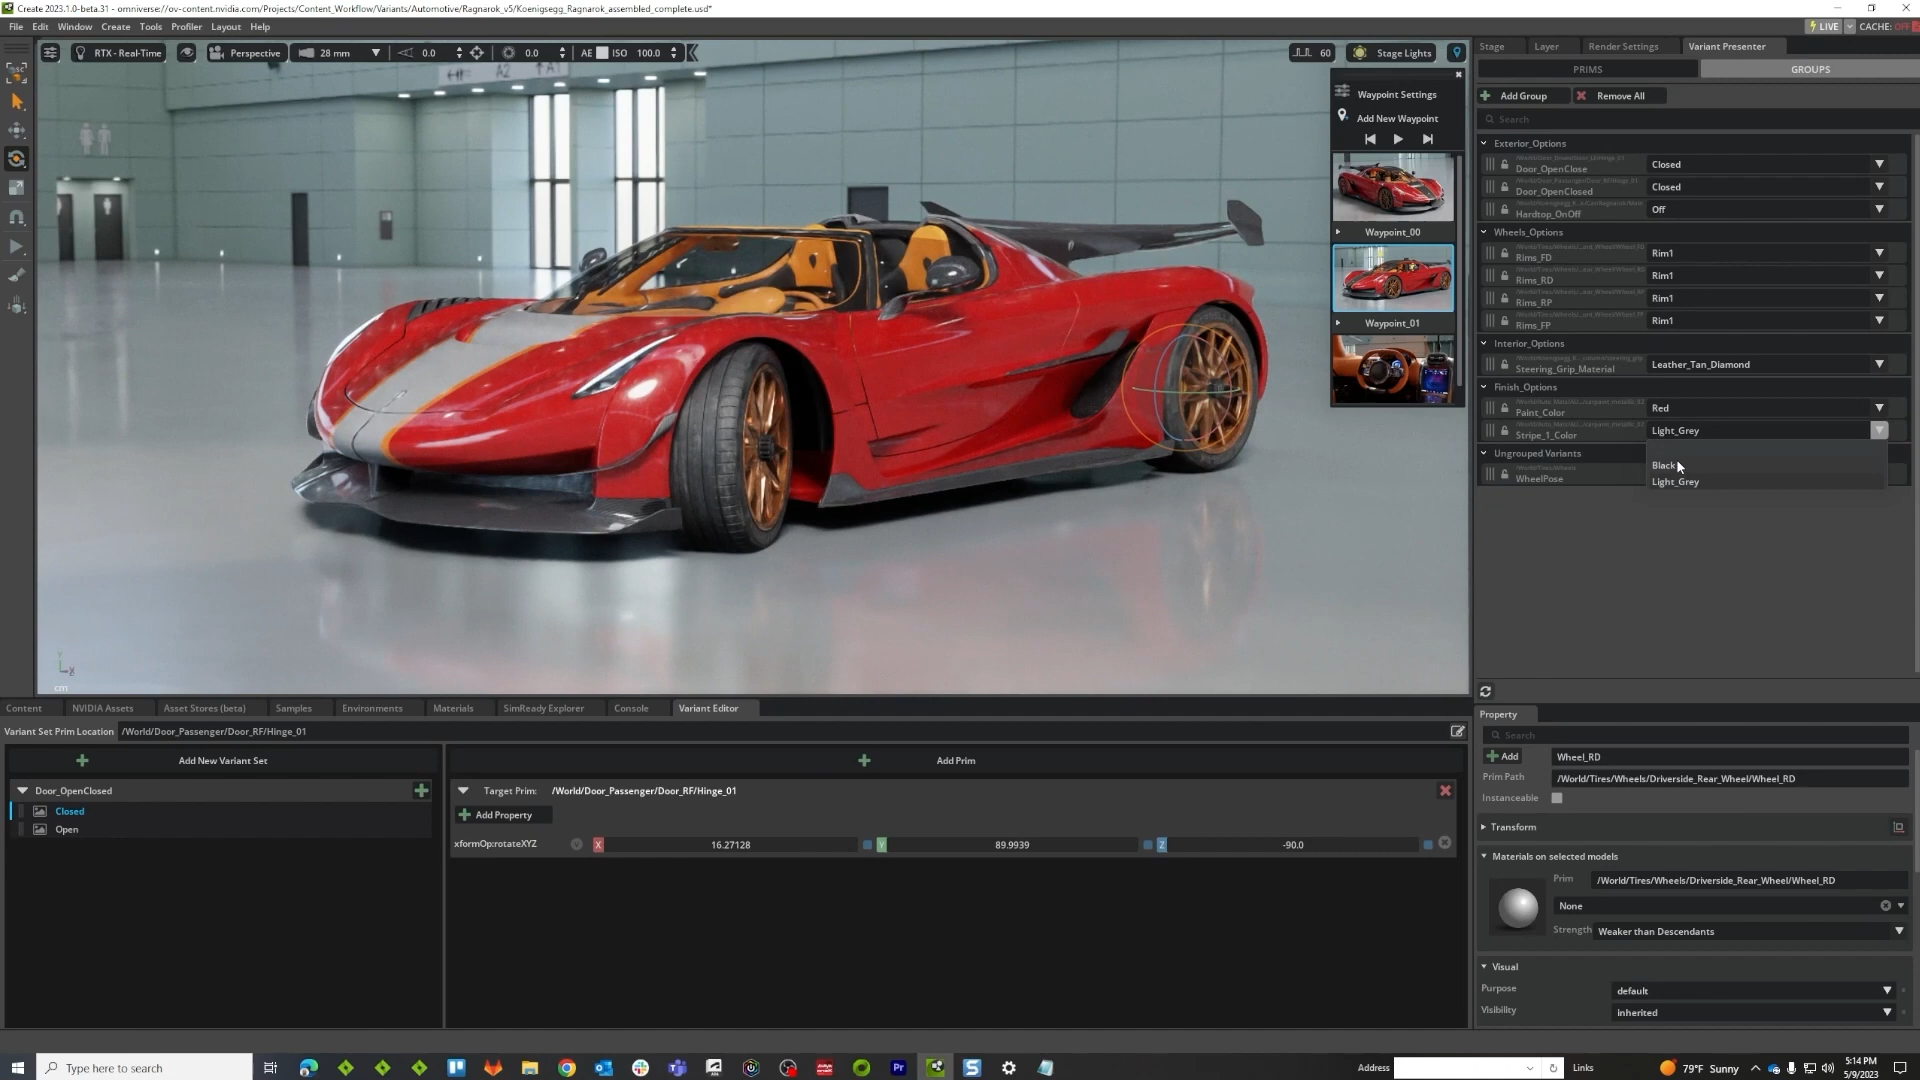 Create 2023.1.0-beta.31 - omniverse://ov-content.nvidia.com/Projects/Content_Workflow/Variants/Automotive/Ragnarok_v5/Koenigsegg_Ragnarok_assembled_complete.usd*
File Edit Window Create Tools Profiler Layout Help
LIVE CACHE: OFF
RTX - Real-Time Perspective 28 mm 0.0 0.0 AE ISO 100.0
60 Stage Lights
A2 A1
Waypoint Settings
Add New Waypoint
Waypoint_00
Waypoint_01
Stage Layer Render Settings Variant Presenter
PRIMS GROUPS
Add Group Remove All
Search
Exterior_Options
Door_OpenClose Closed
Door_OpenClosed Closed
Hardtop_OnOff Off
Wheels_Options
Rims_FD Rim1
Rims_RD Rim1
Rims_RP Rim1
Rims_FP Rim1
Interior_Options
Steering_Grip_Material Leather_Tan_Diamond
Finish_Options
Paint_Color Red
Stripe_1_Color Light_Grey
Ungrouped Variants
Black
/World/Tires/Wheels
WheelPose
Light_Grey
Y
X
cm
Content NVIDIA Assets Asset Stores (beta) Samples Environments Materials SimReady Explorer Console Variant Editor
Variant Set Prim Location /World/Door_Passenger/Door_RF/Hinge_01
Add New Variant Set
Door_OpenClosed
Closed
Open
Add Prim
Target Prim: /World/Door_Passenger/Door_RF/Hinge_01
Add Property
xformOp:rotateXYZ X 16.27128 Y 89.9939 Z -90.0
Property
Search
Add Wheel_RD
Prim Path /World/Tires/Wheels/Driverside_Rear_Wheel/Wheel_RD
Instanceable
Transform
Materials on selected models
Prim /World/Tires/Wheels/Driverside_Rear_Wheel/Wheel_RD
None
Strength Weaker than Descendants
Visual
Purpose default
Visibility inherited
Type here to search
Pr
Address
Links
79°F Sunny
5:14 PM
5/9/2023